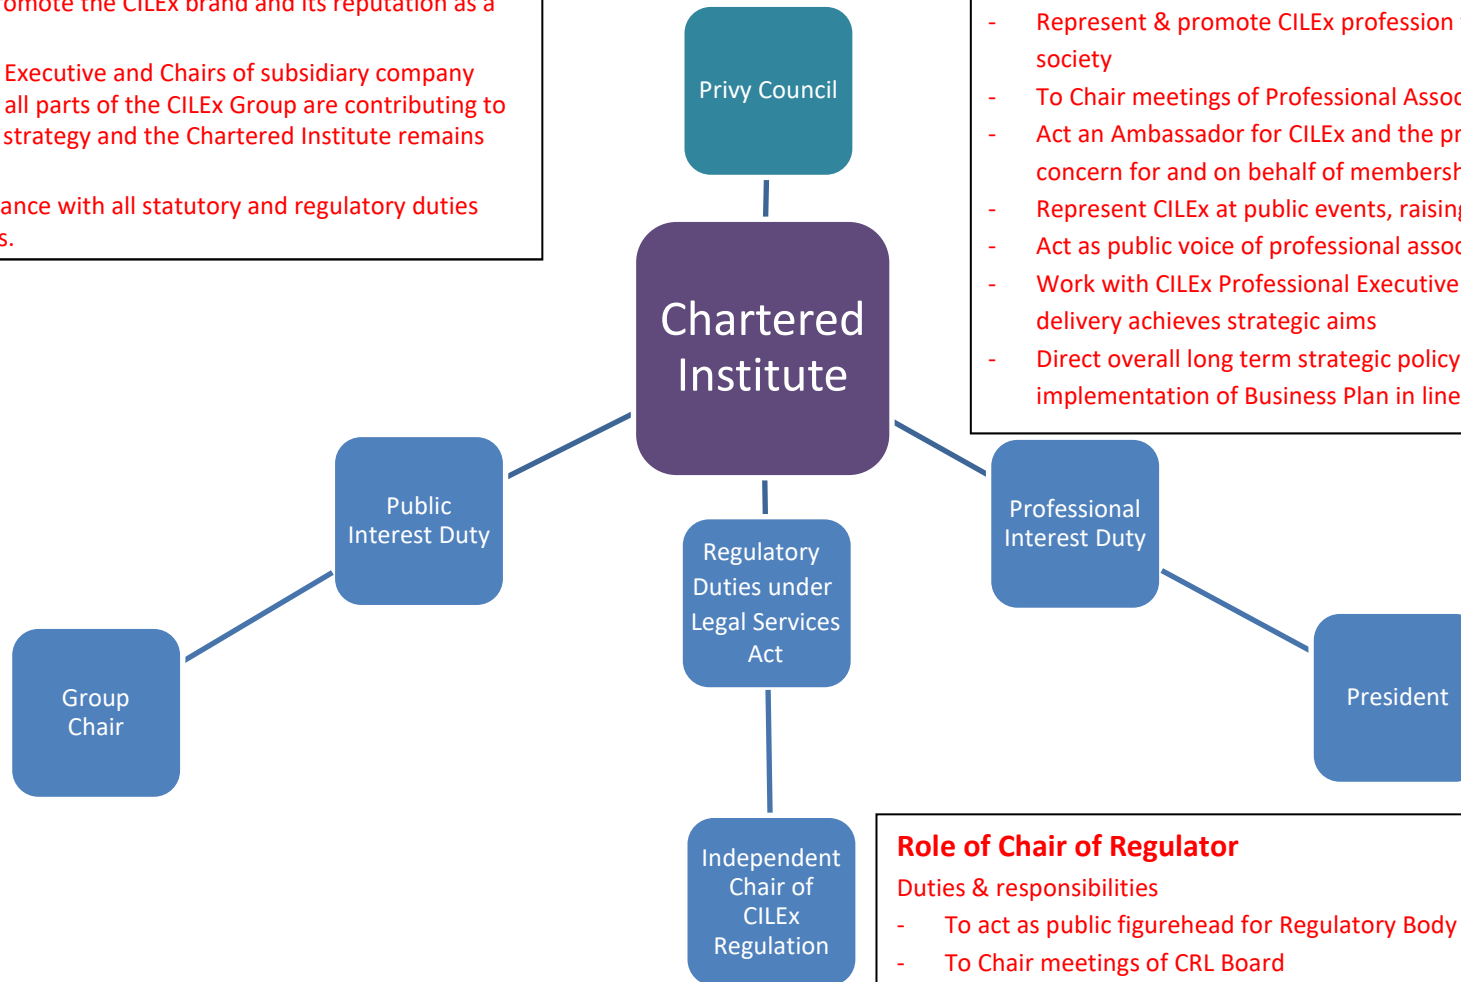 omote the CILEx brand and its reputation as a
Executive and Chairs of subsidiary company
all parts of the CILEx Group are contributing to
strategy and the Chartered Institute remains
ance with all statutory and regulatory duties
s.
Privy Council
- Represent & promote CILEx profession
society
- To Chair meetings of Professional Assoc
- Act an Ambassador for CILEx and the pr
concern for and on behalf of membersh
- Represent CILEx at public events, raising
- Act as public voice of professional assoc
- Work with CILEx Professional Executive
delivery achieves strategic aims
- Direct overall long term strategic policy
implementation of Business Plan in line
Chartered
Institute
Public
Interest Duty
Regulatory
Duties under
Legal Services
Act
Professional
Interest Duty
Group
Chair
President
Independent
Chair of
CILEx
Regulation
Role of Chair of Regulator
Duties & responsibilities
- To act as public figurehead for Regulatory Body
- To Chair meetings of CRL Board